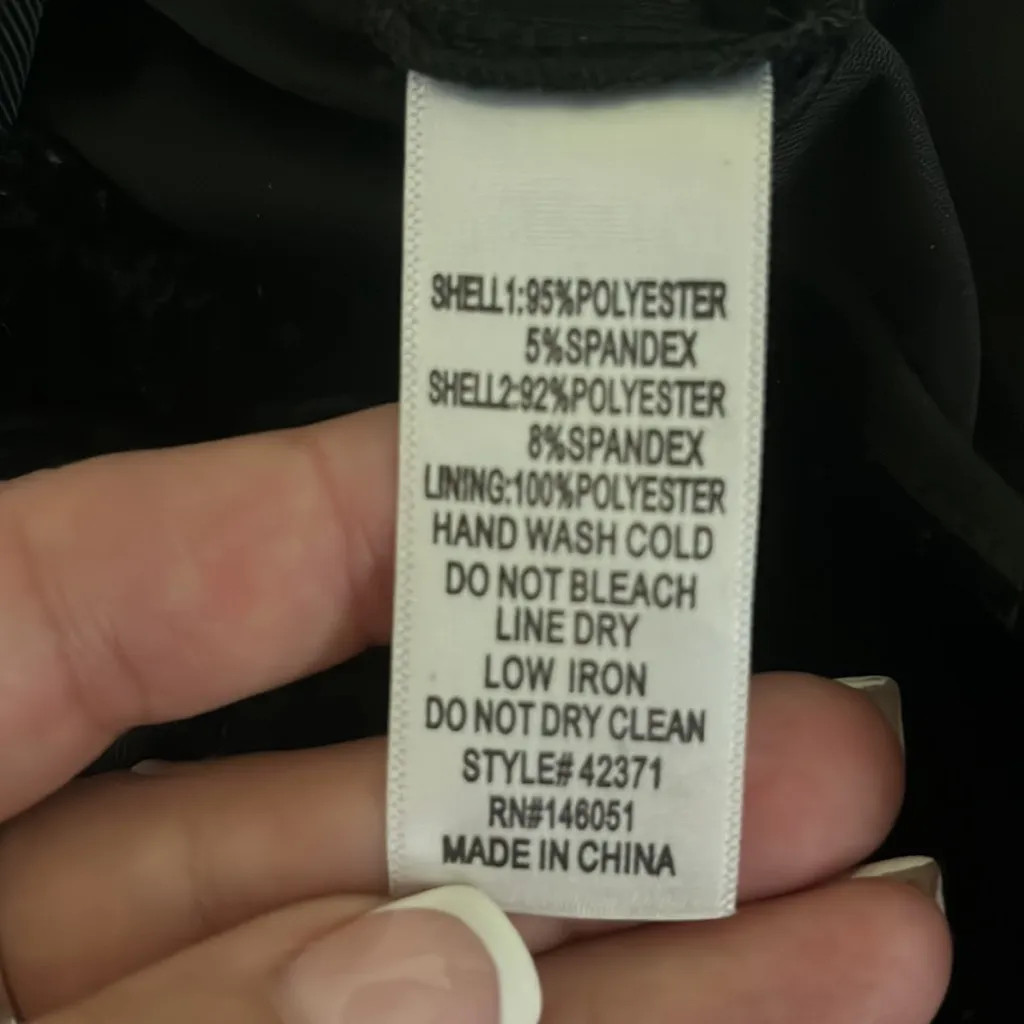 SHELL1:95%POLYESTER
5%SPANDEX
SHELL2:92%POLYESTER
8%SPANDEX
LINING:100%POLYESTER
HAND WASH COLD
DO NOT BLEACH
LINE DRY
LOW IRON
DO NOT DRY CLEAN
STYLE# 42371
RN#146051
MADE IN CHINA